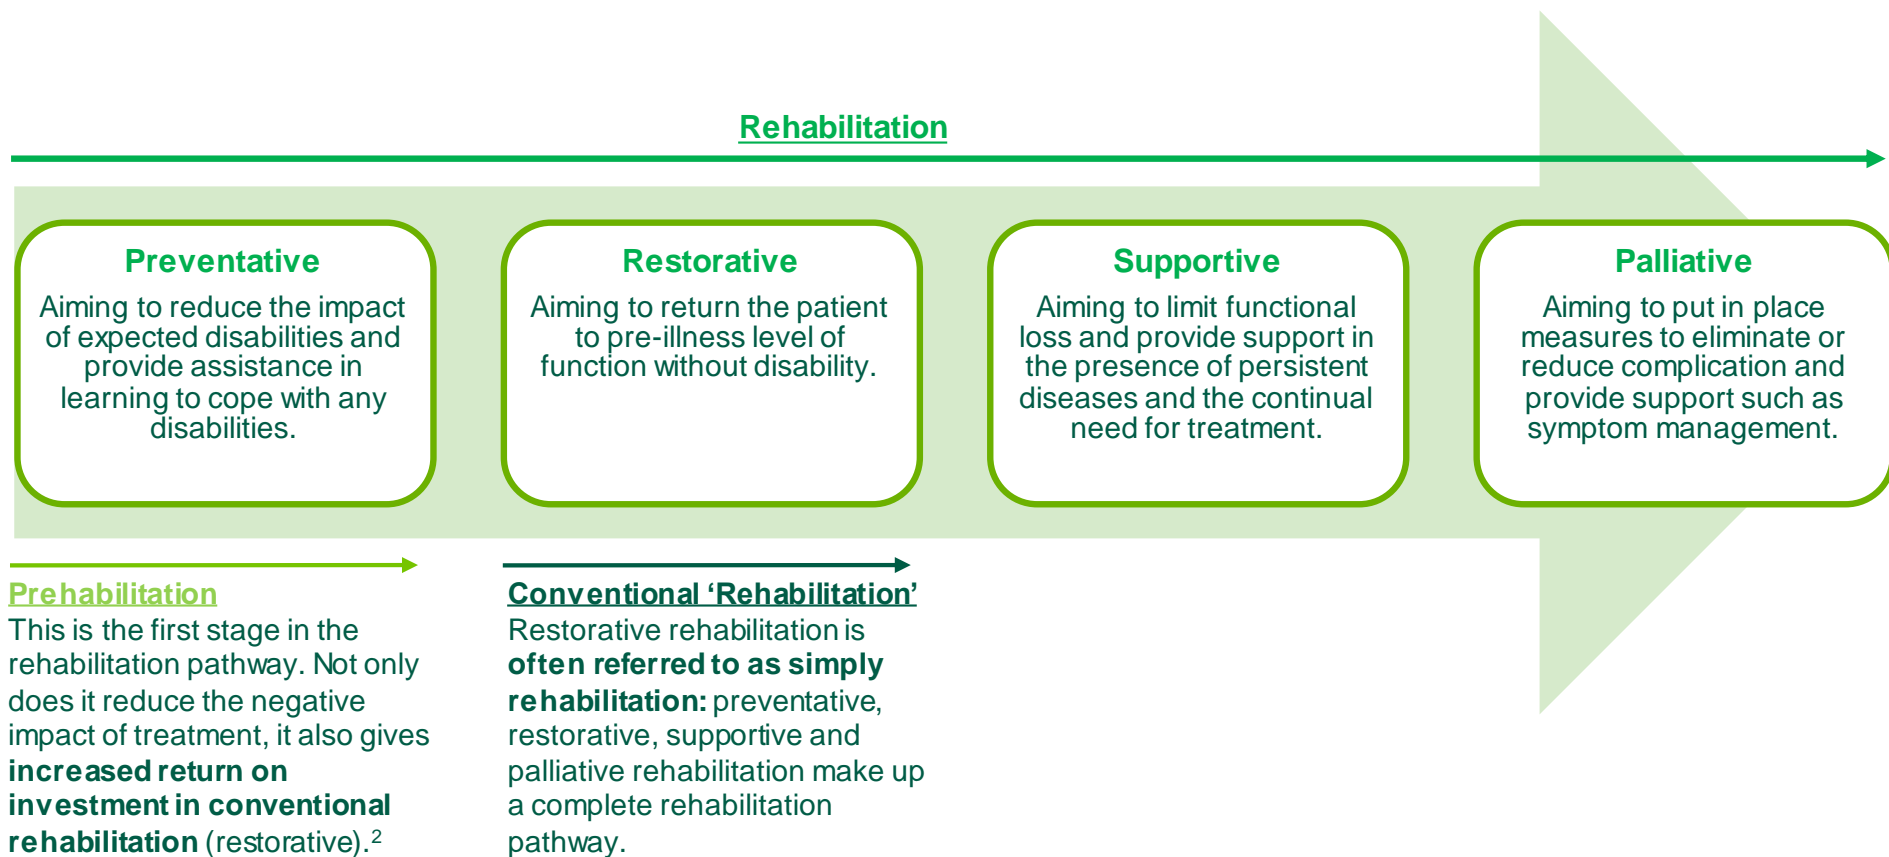 Rehabilitation
Preventative
Aiming to reduce the impact
of expected disabilities and
provide assistance in
learning to cope with any
disabilities.
Restorative
Aiming to return the patient
to pre-illness level of
function without disability.
Supportive
Aiming to limit functional
loss and provide support in
the presence of persistent
diseases and the continual
need for treatment.
Palliative
Aiming to put in place
measures to eliminate or
reduce complication and
provide support such as
symptom management.
Prehabilitation
This is the first stage in the
rehabilitation pathway. Not only
does it reduce the negative
impact of treatment, it also gives
increased return on
investment in conventional
rehabilitation (restorative).²
Conventional ‘Rehabilitation’
Restorative rehabilitation is
often referred to as simply
rehabilitation: preventative,
restorative, supportive and
palliative rehabilitation make up
a complete rehabilitation
pathway.